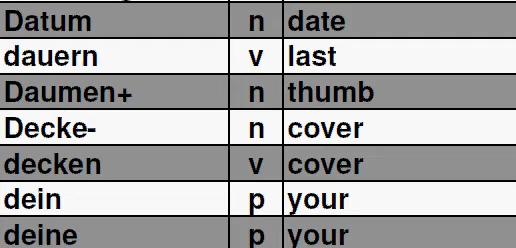 Datum n date
dauern v last
Daumen+ n thumb
Decke- n cover
decken v cover
dein p your
deine p your